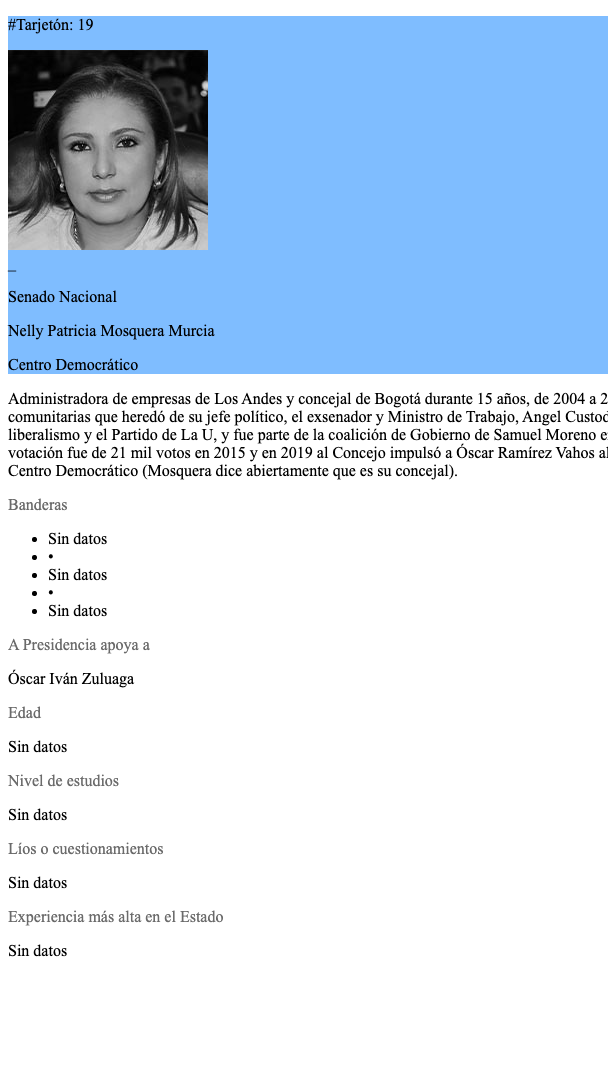 #Tarjetón: 19
_
Senado Nacional
Nelly Patricia Mosquera Murcia
Centro Democrático
Administradora de empresas de Los Andes y concejal de Bogotá durante 15 años, de 2004 a 2
comunitarias que heredó de su jefe político, el exsenador y Ministro de Trabajo, Angel Custod
liberalismo y el Partido de La U, y fue parte de la coalición de Gobierno de Samuel Moreno e
votación fue de 21 mil votos en 2015 y en 2019 al Concejo impulsó a Óscar Ramírez Vahos al
Centro Democrático (Mosquera dice abiertamente que es su concejal).
Banderas
• Sin datos
• •
• Sin datos
• •
• Sin datos
A Presidencia apoya a
Óscar Iván Zuluaga
Edad
Sin datos
Nivel de estudios
Sin datos
Líos o cuestionamientos
Sin datos
Experiencia más alta en el Estado
Sin datos